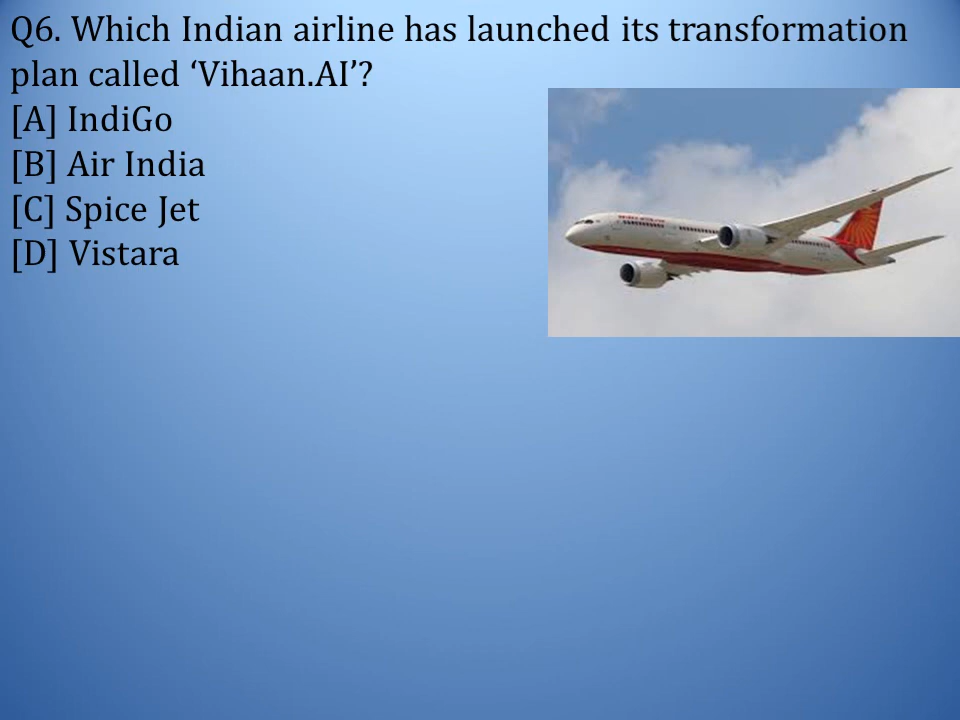 Q6. Which Indian airline has launched its transformation
plan called ‘Vihaan.AI’?
[A] IndiGo
[B] Air India
[C] Spice Jet
[D] Vistara